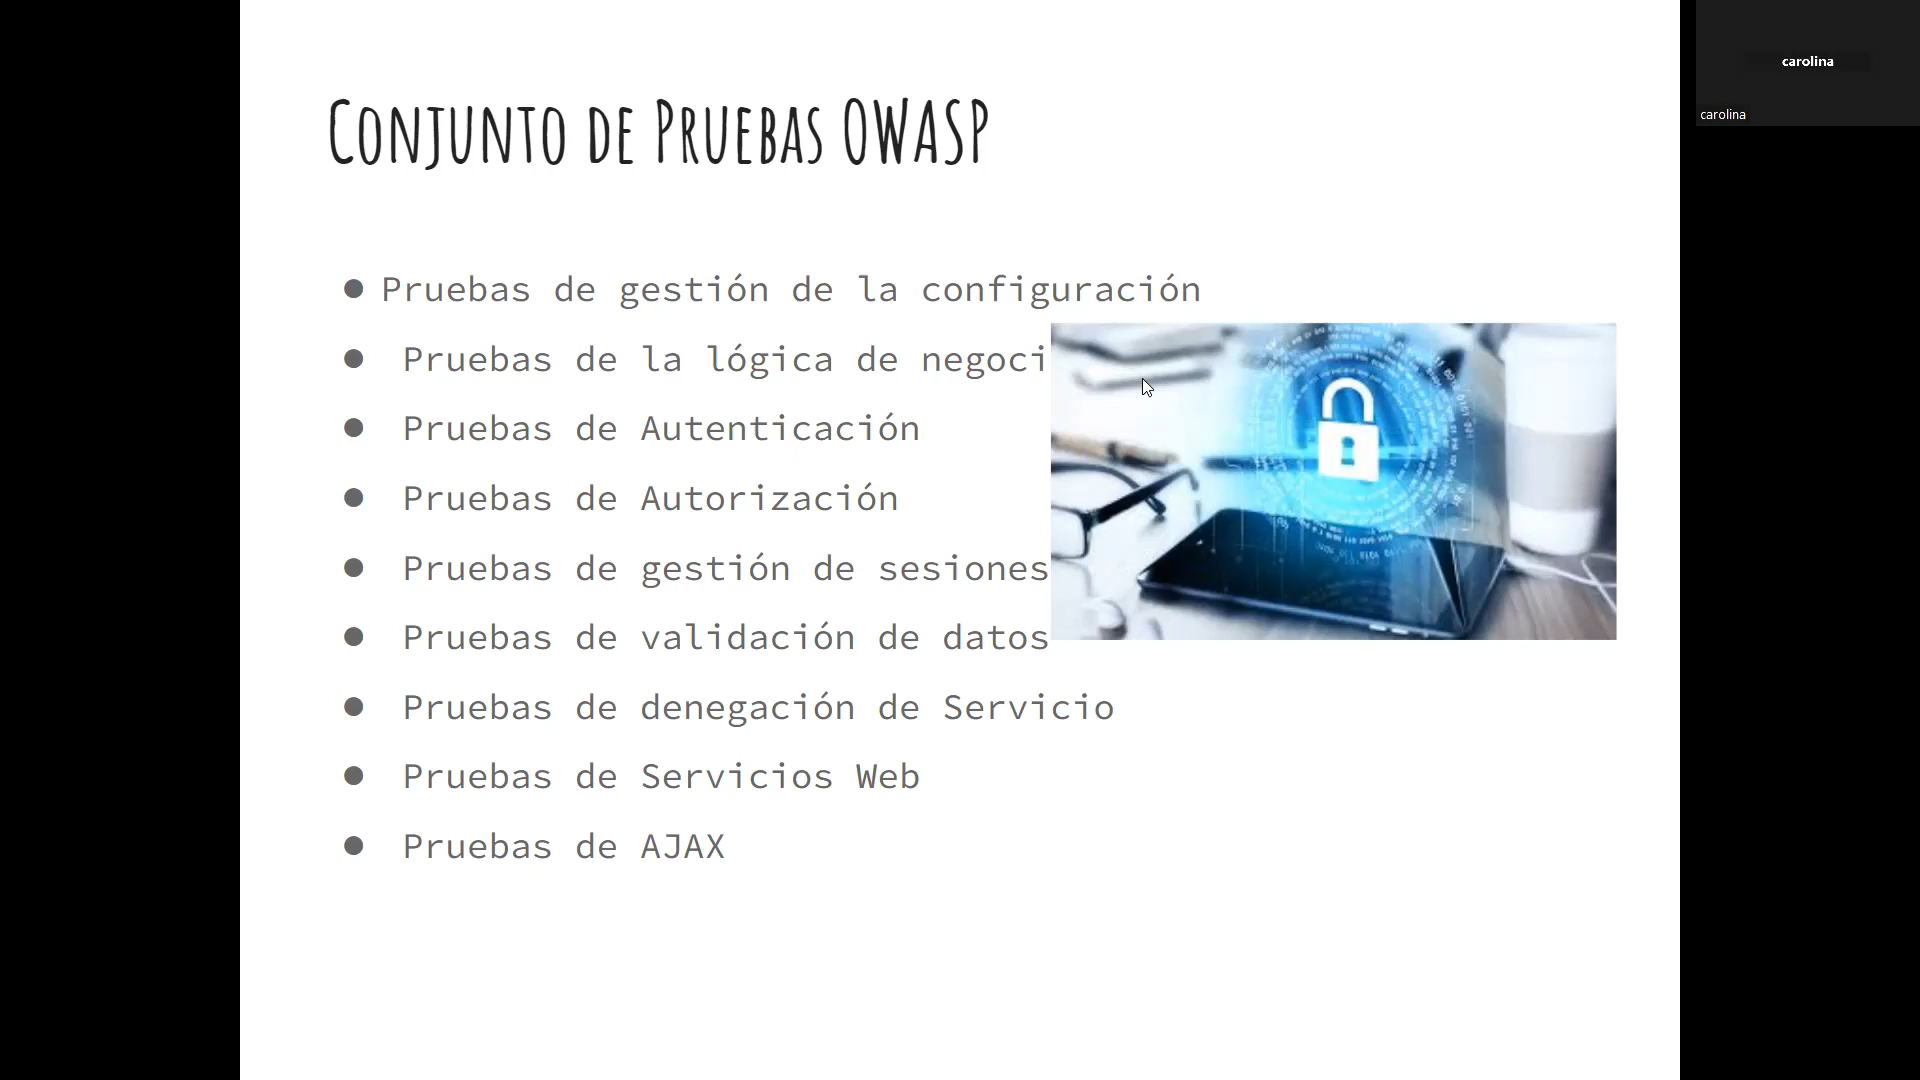 Conjunto de Pruebas OWASP
● Pruebas de gestión de la configuración
● Pruebas de la lógica de negoci
● Pruebas de Autenticación
● Pruebas de Autorización
● Pruebas de gestión de sesiones
● Pruebas de validación de datos
● Pruebas de denegación de Servicio
● Pruebas de Servicios Web
● Pruebas de AJAX
carolina
carolina